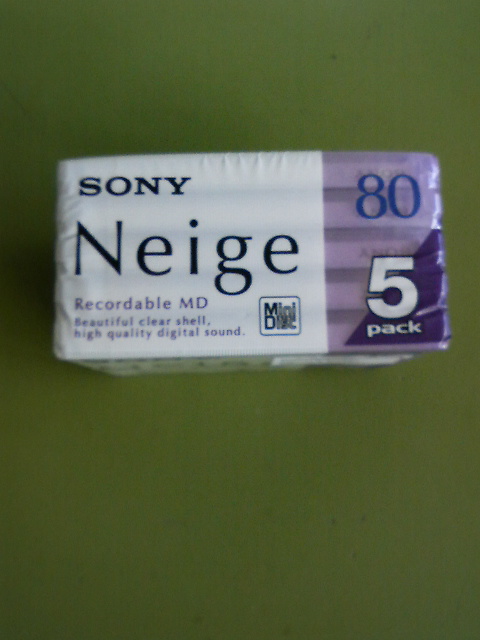 SONY
80
Neige
5
pack
Recordable MD
Mini
Disc
Beautiful clear shell,
high quality digital sound.